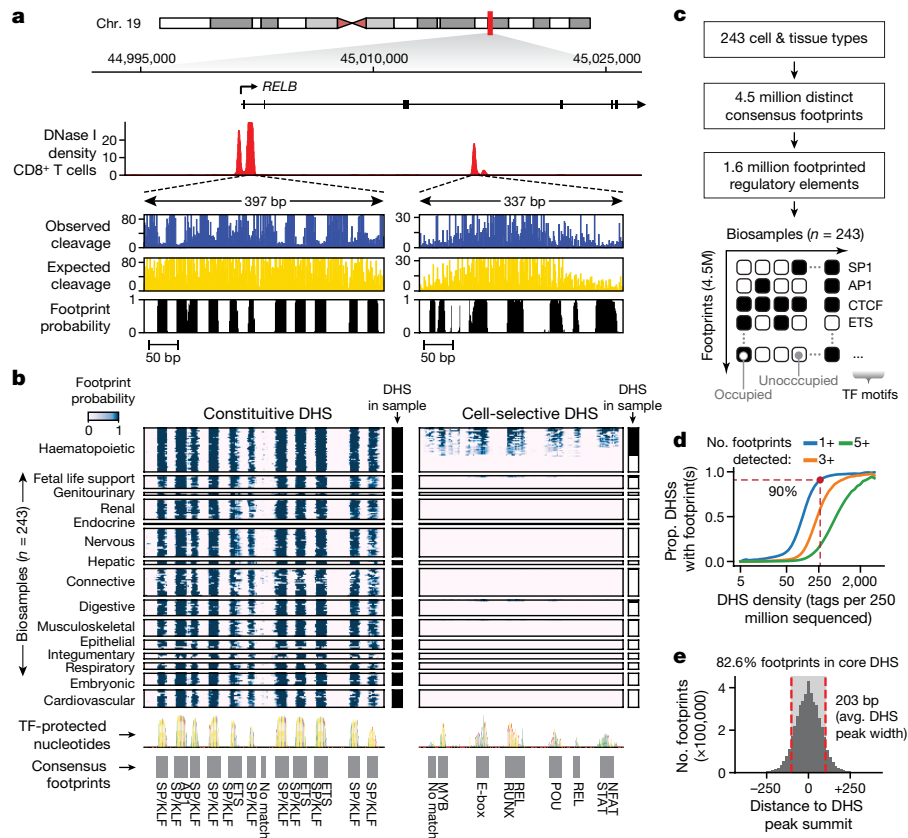 a
Chr. 19
44,995,000
45,010,000
45,025,000
RELB
DNase I
density
CD8+ T cells
20
10
0
397 bp
337 bp
Observed
cleavage
80
0
30
0
Expected
cleavage
80
0
30
0
Footprint
probability
1
0
50 bp
50 bp
b
Footprint
probability
0 1
Constitutive DHS
DHS
in sample
Cell-selective DHS
DHS
in sample
Biosamples (n = 243)
Haematopoietic
Fetal life support
Genitourinary
Renal
Endocrine
Nervous
Hepatic
Connective
Digestive
Musculoskeletal
Epithelial
Integumentary
Respiratory
Embryonic
Cardiovascular
TF-protected
nucleotides
Consensus
footprints
SP/KLF
SP/KLF
AP1
SP/KLF
SP/KLF
ETS
SP/KLF
No match
SP/KLF
SP/KLF
ETS
SP/KLF
ETS
SP/KLF
SP/KLF
No match
MYB
E-box
RUNX
REL
POU
REL
STAT
NFAT
c
243 cell & tissue types
4.5 million distinct
consensus footprints
1.6 million footprinted
regulatory elements
Biosamples (n = 243)
Footprints (4.5M)
SP1
AP1
CTCF
ETS
...
Unocccupied
Occupied
TF motifs
d
No. footprints
detected:
1+
5+
3+
Prop. DHSs
with footprint(s)
1.0
0.5
0.0
90%
5
50
250
2,000
DHS density (tags per 250
million sequenced)
e
82.6% footprints in core DHS
No. footprints
(×100,000)
4
2
0
203 bp
(avg. DHS
peak width)
−250
0
+250
Distance to DHS
peak summit